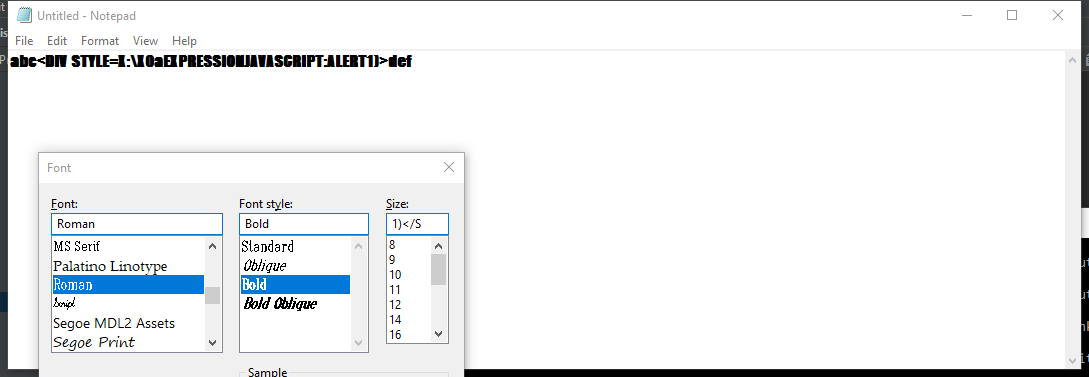 Untitled - Notepad
File Edit Format View Help
abc<DIV STYLE=X:\X0aEXPRESSIONJAVASCRIPT:ALERT1)>def
Font
Font: Font style: Size:
Roman Bold 1)</S
MS Serif Standard 8
Palatino Linotype Oblique 9
Roman Bold 10
Script Bold Oblique 11
Segoe MDL2 Assets 12
Segoe Print 14
16
Sample